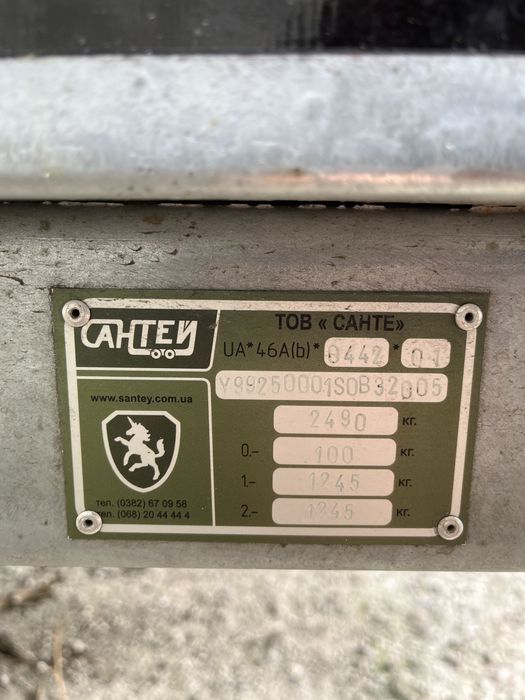 САНТЕЙ
ТОВ « САНТЕ»
UA*46A(b)* 0442 * 01
Y99250001S0B32005
www.santey.com.ua
2490 кг.
0.- 100 кг.
1.- 1245 кг.
2.- 1245 кг.
тел. (0382) 67 09 58
тел. (068) 20 44 44 4